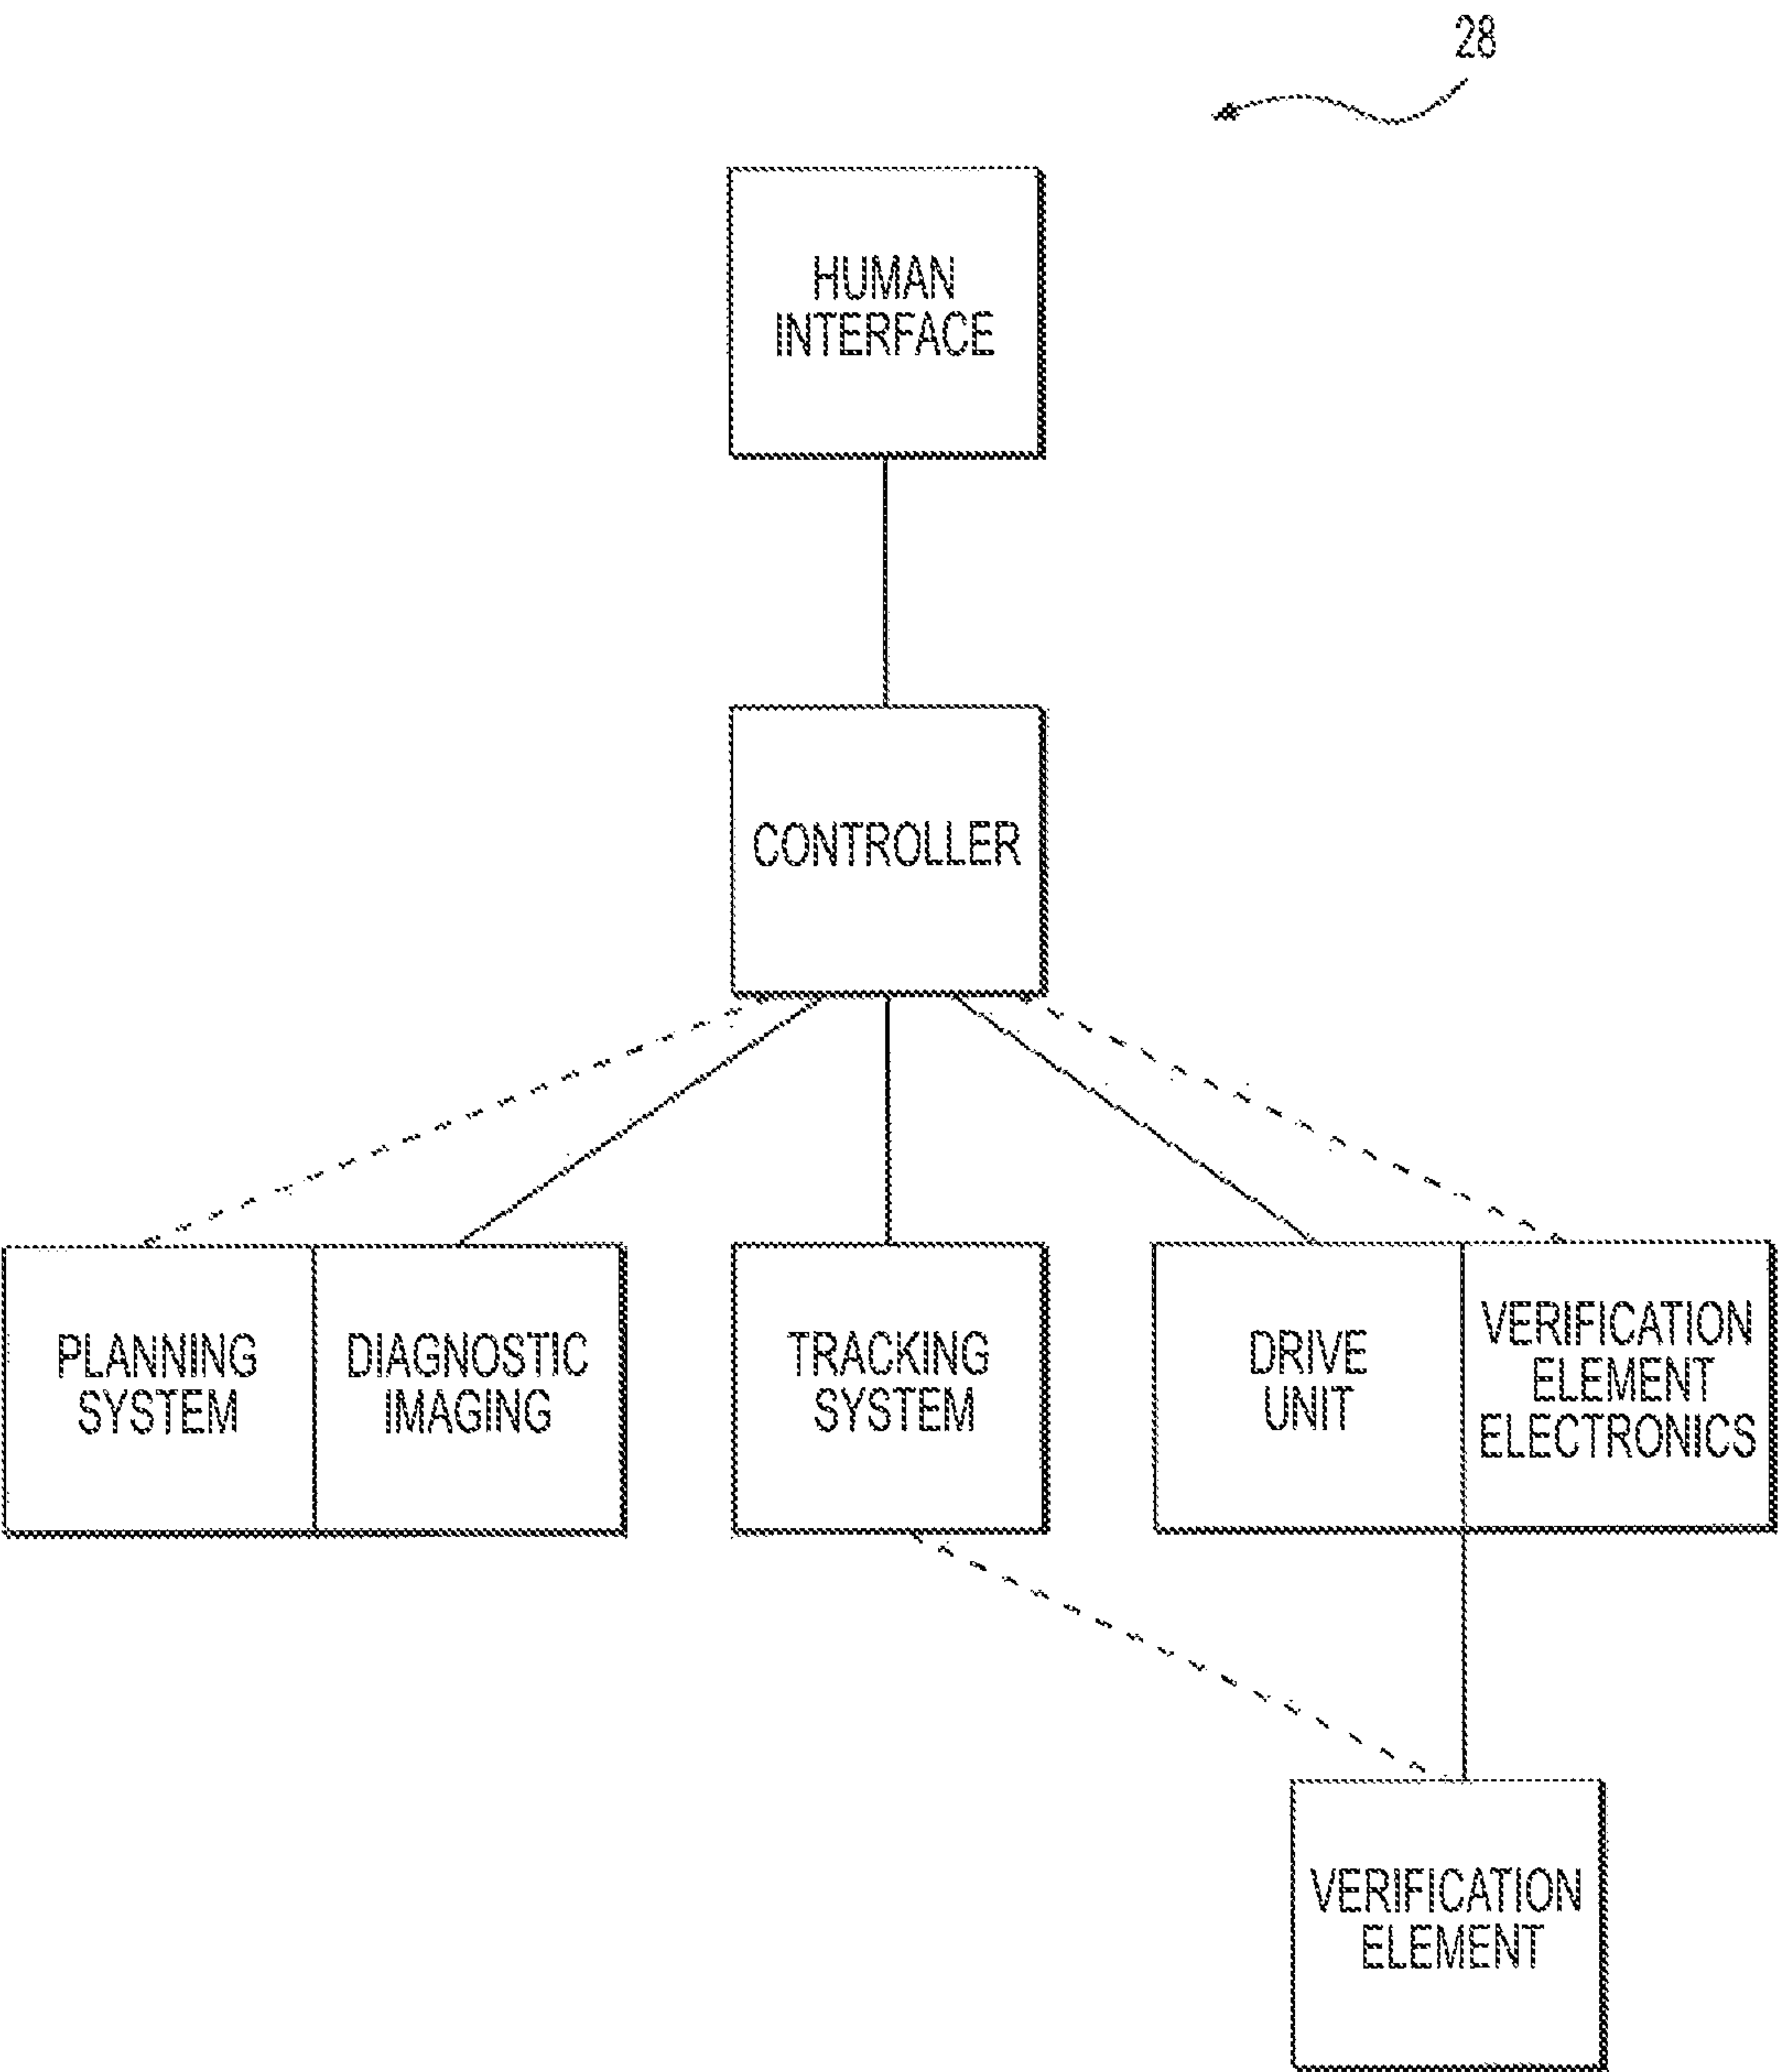 28
HUMAN
INTERFACE
CONTROLLER
PLANNING
SYSTEM
DIAGNOSTIC
IMAGING
TRACKING
SYSTEM
DRIVE
UNIT
VERIFICATION
ELEMENT
ELECTRONICS
VERIFICATION
ELEMENT